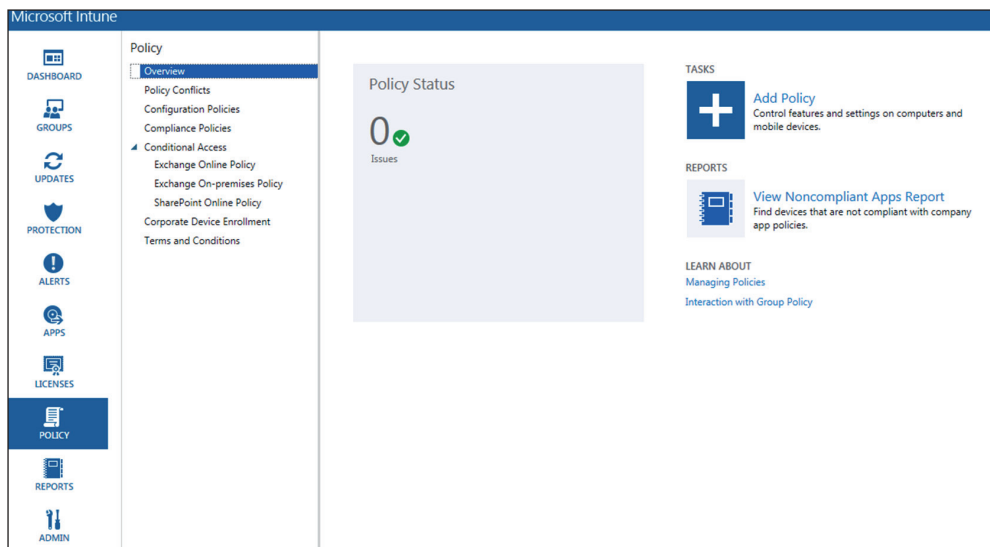 Microsoft Intune
DASHBOARD
GROUPS
UPDATES
PROTECTION
ALERTS
APPS
LICENSES
POLICY
REPORTS
ADMIN
Policy
Overview
Policy Conflicts
Configuration Policies
Compliance Policies
Conditional Access
Exchange Online Policy
Exchange On-premises Policy
SharePoint Online Policy
Corporate Device Enrollment
Terms and Conditions
Policy Status
0
Issues
TASKS
Add Policy
Control features and settings on computers and
mobile devices.
REPORTS
View Noncompliant Apps Report
Find devices that are not compliant with company
app policies.
LEARN ABOUT
Managing Policies
Interaction with Group Policy